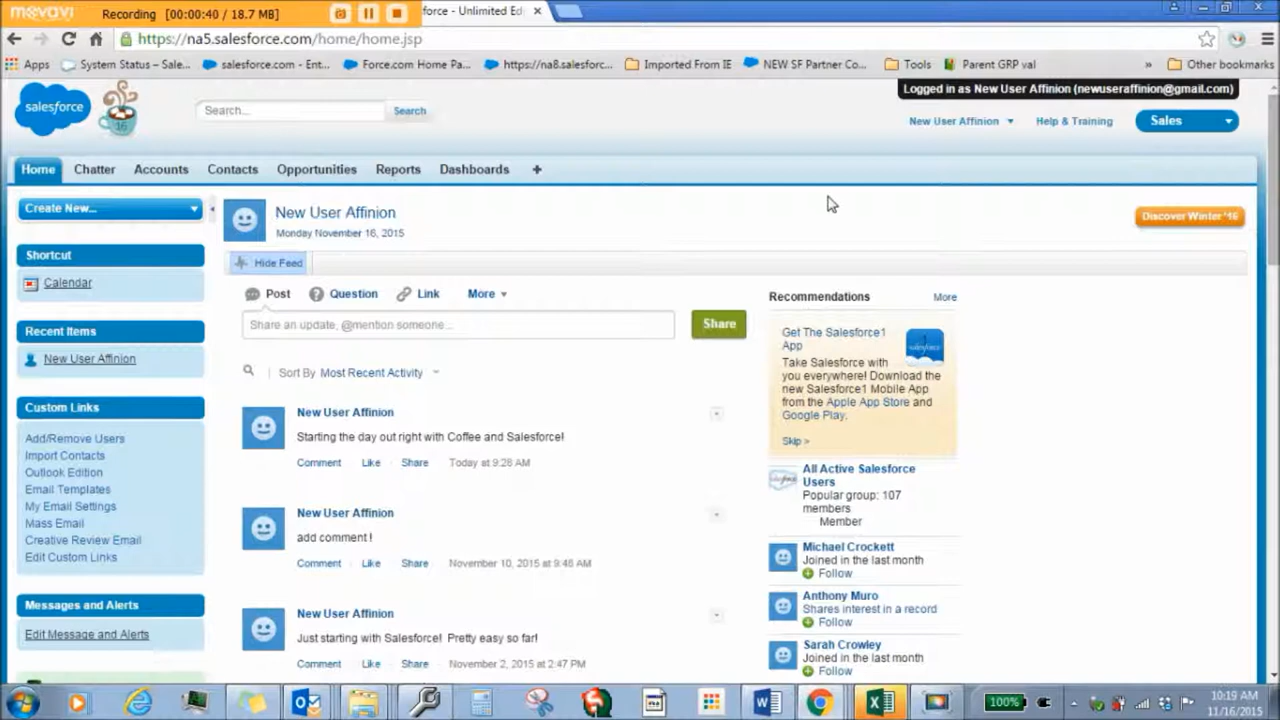 movavi
Recording (00:00:40 / 18.7 MB)
force - Unlimited Ed
https://na5.salesforce.com/home/home.jsp
Apps
System Status – Sale...
salesforce.com - Ent...
Force.com Home Pa...
https://na8.salesforc...
Imported From IE
NEW SF Partner Co...
Tools
Parent GRP val
»
Other bookmarks
salesforce
16
Search...
Search
Logged in as New User Affinion (newuseraffinion@gmail.com)
New User Affinion
Help & Training
Sales
Home
Chatter
Accounts
Contacts
Opportunities
Reports
Dashboards
+
Create New...
Shortcut
Calendar
Recent Items
New User Affinion
Custom Links
Add/Remove Users
Import Contacts
Outlook Edition
Email Templates
My Email Settings
Mass Email
Creative Review Email
Edit Custom Links
Messages and Alerts
Edit Message and Alerts
New User Affinion
Monday November 16, 2015
Discover Winter '16
Hide Feed
Post
Question
Link
More
Share an update, @mention someone...
Share
Sort By Most Recent Activity
New User Affinion
Starting the day out right with Coffee and Salesforce!
Comment Like Share Today at 9:28 AM
New User Affinion
add comment !
Comment Like Share November 10, 2015 at 9:46 AM
New User Affinion
Just starting with Salesforce! Pretty easy so far!
Comment Like Share November 2, 2015 at 2:47 PM
Recommendations
More
Get The Salesforce1
App
Take Salesforce with
you everywhere! Download the
new Salesforce1 Mobile App
from the Apple App Store and
Google Play.
Skip >
All Active Salesforce
Users
Popular group: 107
members
Member
Michael Crockett
Joined in the last month
Follow
Anthony Muro
Shares interest in a record
Follow
Sarah Crowley
Joined in the last month
Follow
100%
10:19 AM
11/16/2015